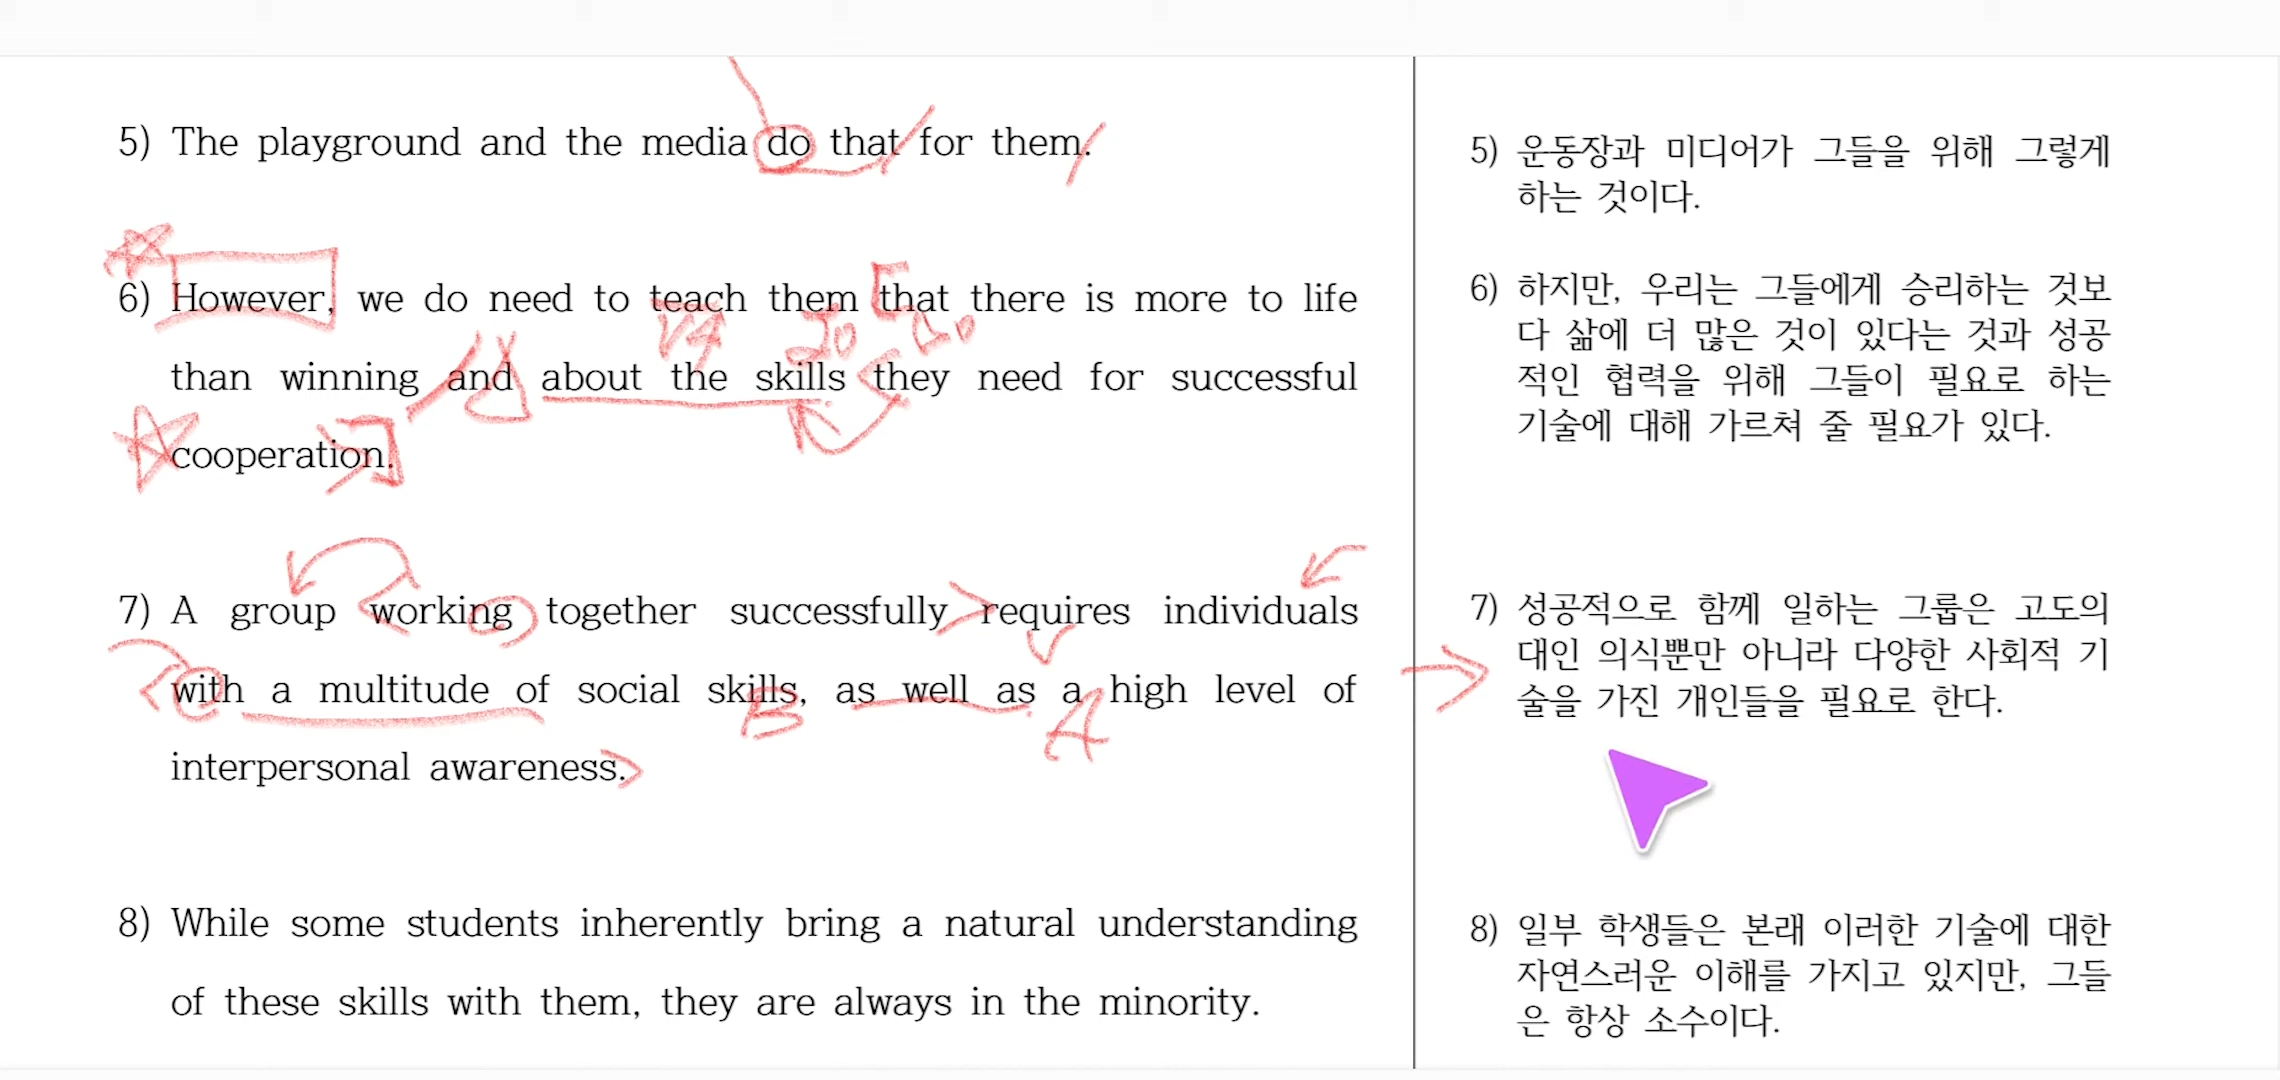 5) The playground and the media do that for them.
6) However, we do need to teach them that there is more to life
than winning and about the skills they need for successful
cooperation.
7) A group working together successfully requires individuals
with a multitude of social skills, as well as a high level of
interpersonal awareness.
B
A
8) While some students inherently bring a natural understanding
of these skills with them, they are always in the minority.
5) 운동장과 미디어가 그들을 위해 그렇게
하는 것이다.
6) 하지만, 우리는 그들에게 승리하는 것보
다 삶에 더 많은 것이 있다는 것과 성공
적인 협력을 위해 그들이 필요로 하는
기술에 대해 가르쳐 줄 필요가 있다.
7) 성공적으로 함께 일하는 그룹은 고도의
대인 의식뿐만 아니라 다양한 사회적 기
술을 가진 개인들을 필요로 한다.
8) 일부 학생들은 본래 이러한 기술에 대한
자연스러운 이해를 가지고 있지만, 그들
은 항상 소수이다.